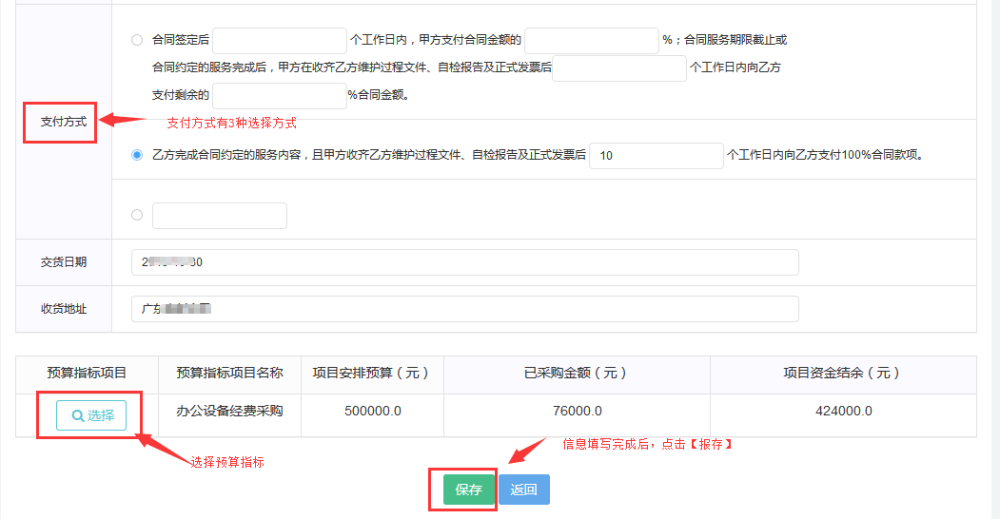 合同签定后 个工作日内，甲方支付合同金额的 %；合同服务期限截止或
合同约定的服务完成后，甲方在收齐乙方维护过程文件、自检报告及正式发票后 个工作日内向乙方
支付剩余的 %合同金额。
支付方式
支付方式有3种选择方式
乙方完成合同约定的服务内容，且甲方收齐乙方维护过程文件、自检报告及正式发票后 10 个工作日内向乙方支付100%合同款项。
交货日期
收货地址 广东
预算指标项目 预算指标项目名称 项目安排预算（元） 已采购金额（元） 项目资金结余（元）
选择 办公设备经费采购 500000.0 76000.0 424000.0
信息填写完成后，点击【报存】
选择预算指标
保存 返回